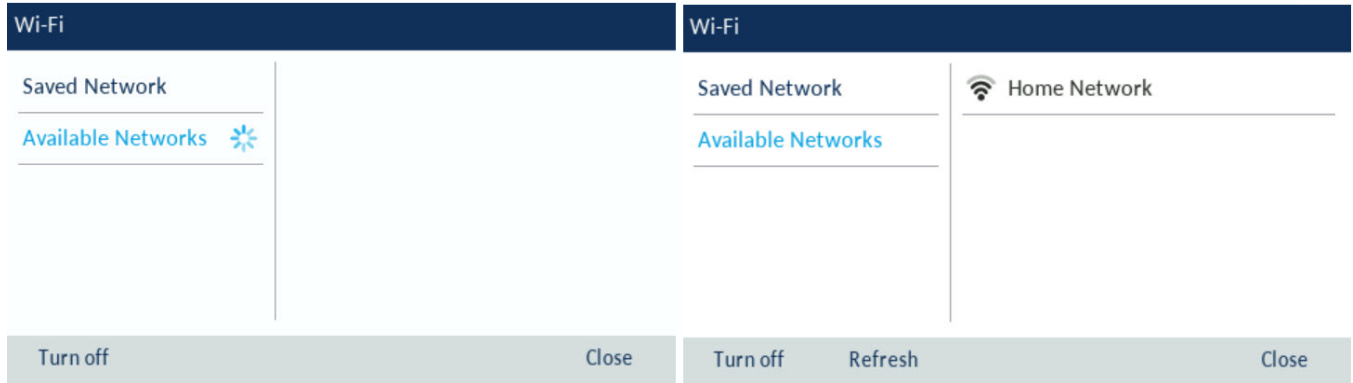 Wi-Fi
Saved Network
Available Networks
Turn off Close
Wi-Fi
Saved Network
Available Networks
Home Network
Turn off Refresh Close